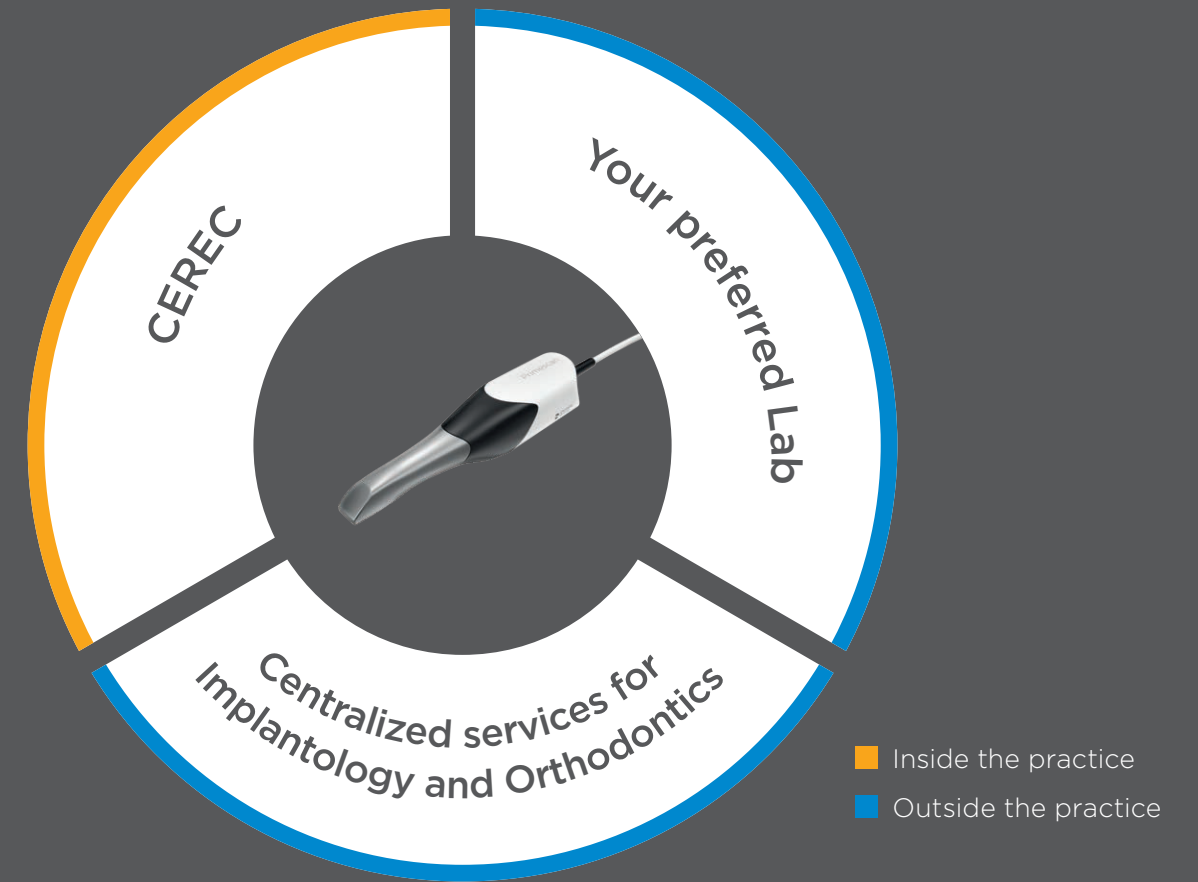 CEREC
Your preferred Lab
Centralized services for
Implantology and Orthodontics
Inside the practice
Outside the practice